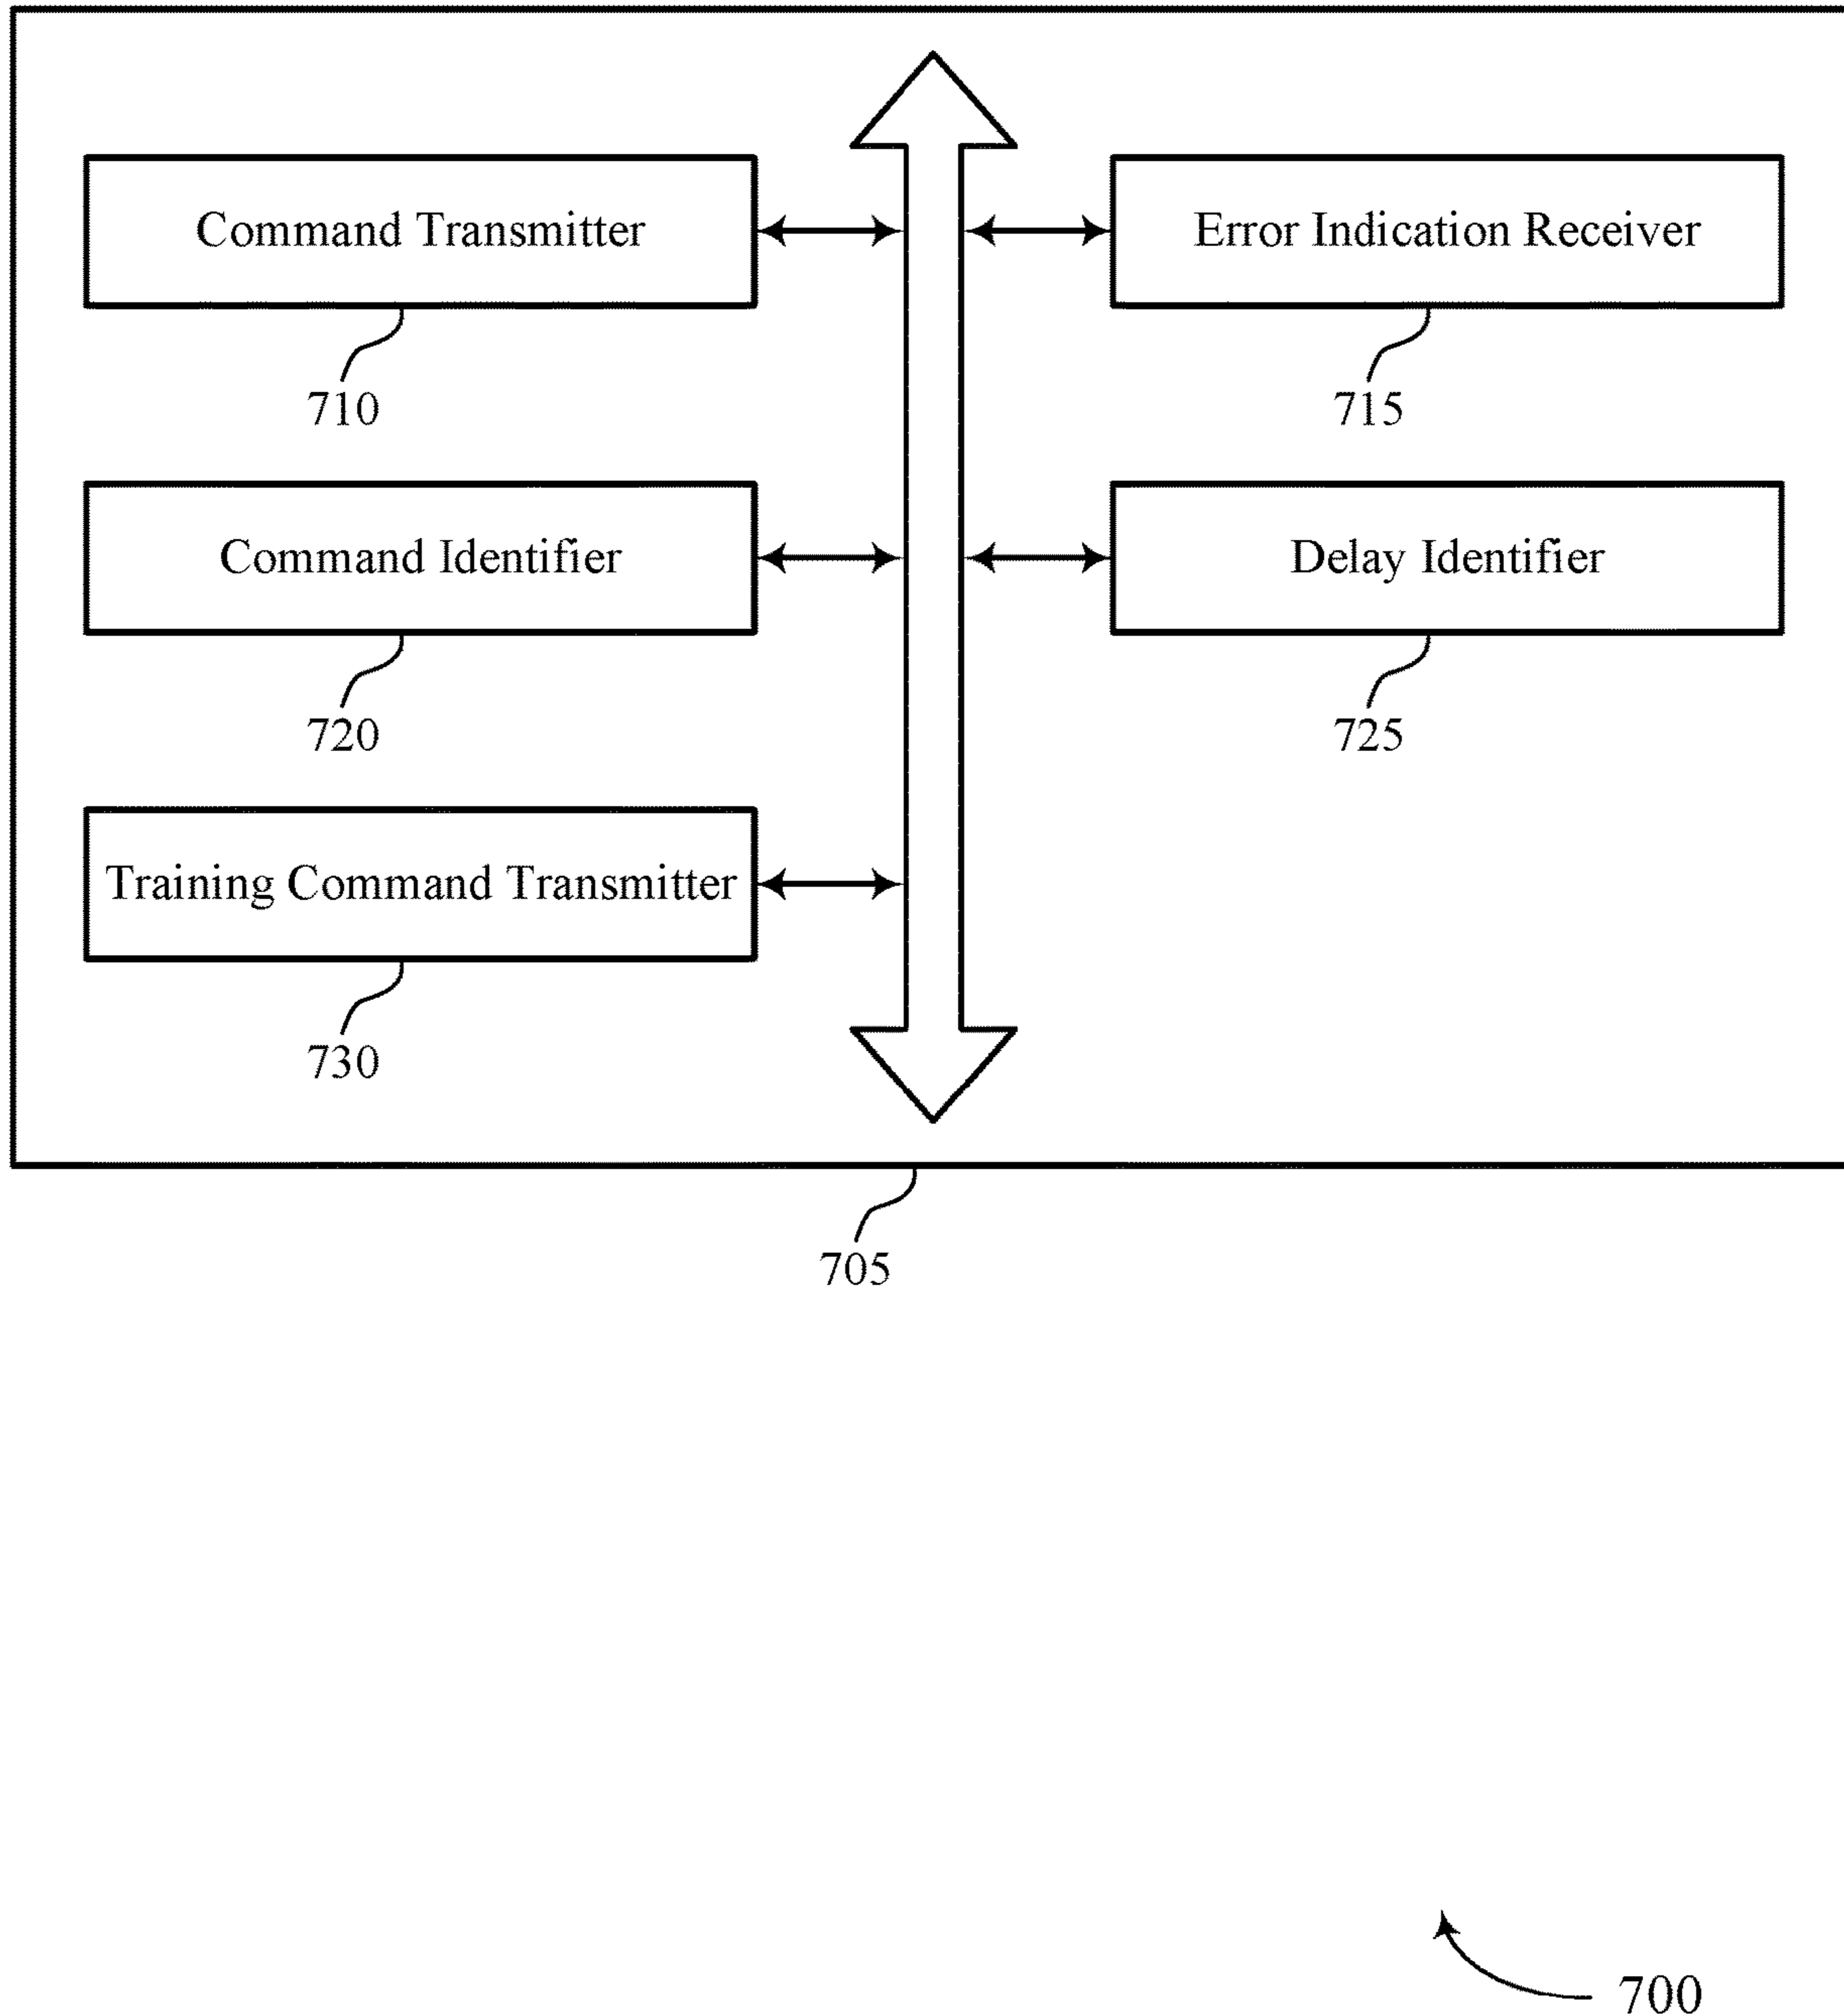 Command Transmitter
Error Indication Receiver
710
715
Command Identifier
Delay Identifier
720
725
Training Command Transmitter
730
705
700